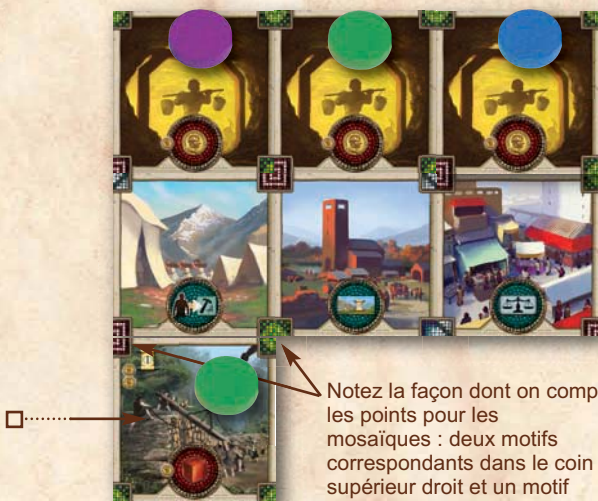 Notez la façon dont on comp
les points pour les
mosaïques : deux motifs
correspondants dans le coin
supérieur droit et un motif
1